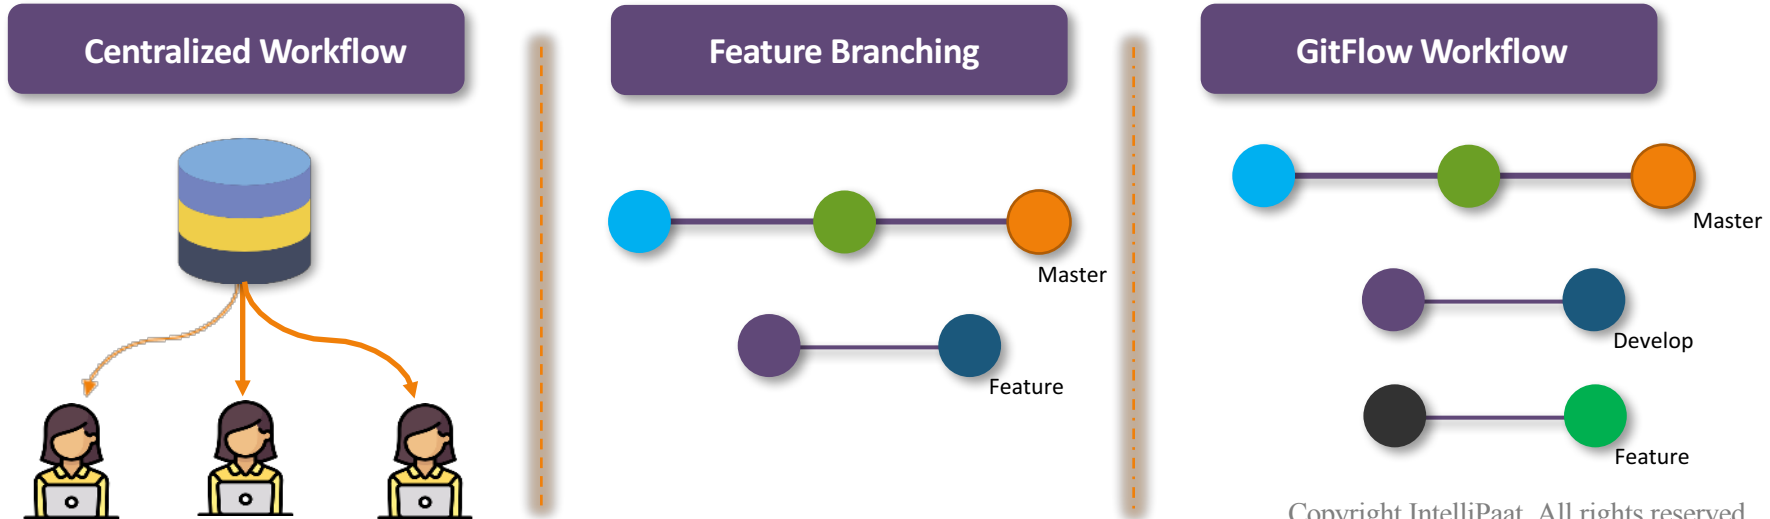 Centralized Workflow
Feature Branching
GitFlow Workflow
Master
Feature
Master
Develop
Feature
Copyright IntelliPaat. All rights reserved